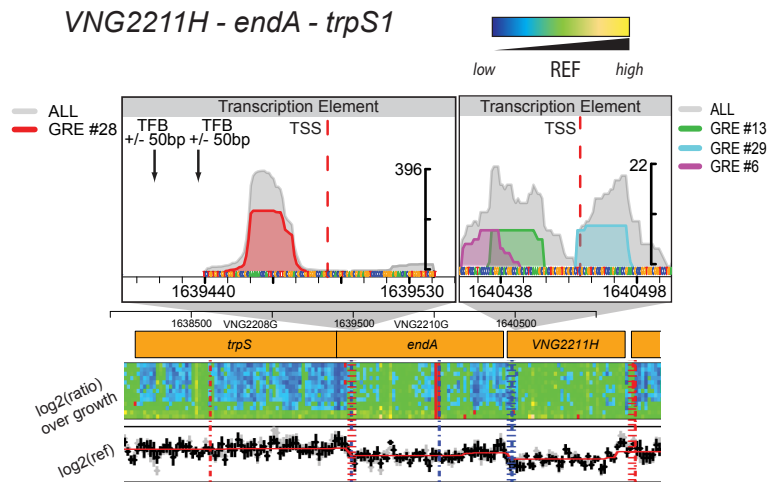 VNG2211H - endA - trpS1
low REF high
Transcription Element
Transcription Element
ALL
GRE #28
TFB
+/- 50bp
TFB
+/- 50bp
TSS
396
TSS
22
ALL
GRE #13
GRE #29
GRE #6
1639440
1639530
1640438
1640498
1638500
VNG2208G
1639500
VNG2210G
1640500
trpS
endA
VNG2211H
log2(ratio)
over growth
log2(ref)